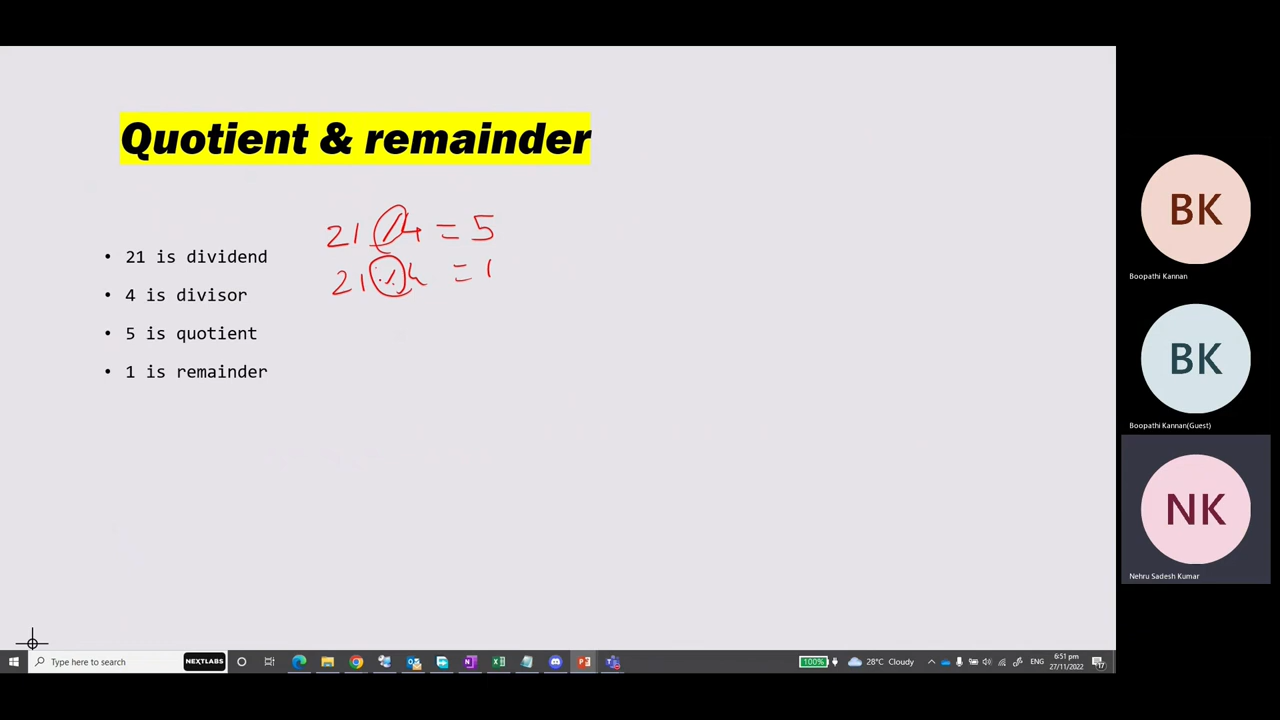 Quotient & remainder
21 / 4 = 5
21 % 4 = 1
• 21 is dividend
• 4 is divisor
• 5 is quotient
• 1 is remainder
BK
Boopathi Kannan
BK
Boopathi Kannan(Guest)
NK
Nehru Sadesh Kumar
Type here to search
NEXTLABS
100%
28°C Cloudy
ENG
6:51 pm
27/11/2022
17